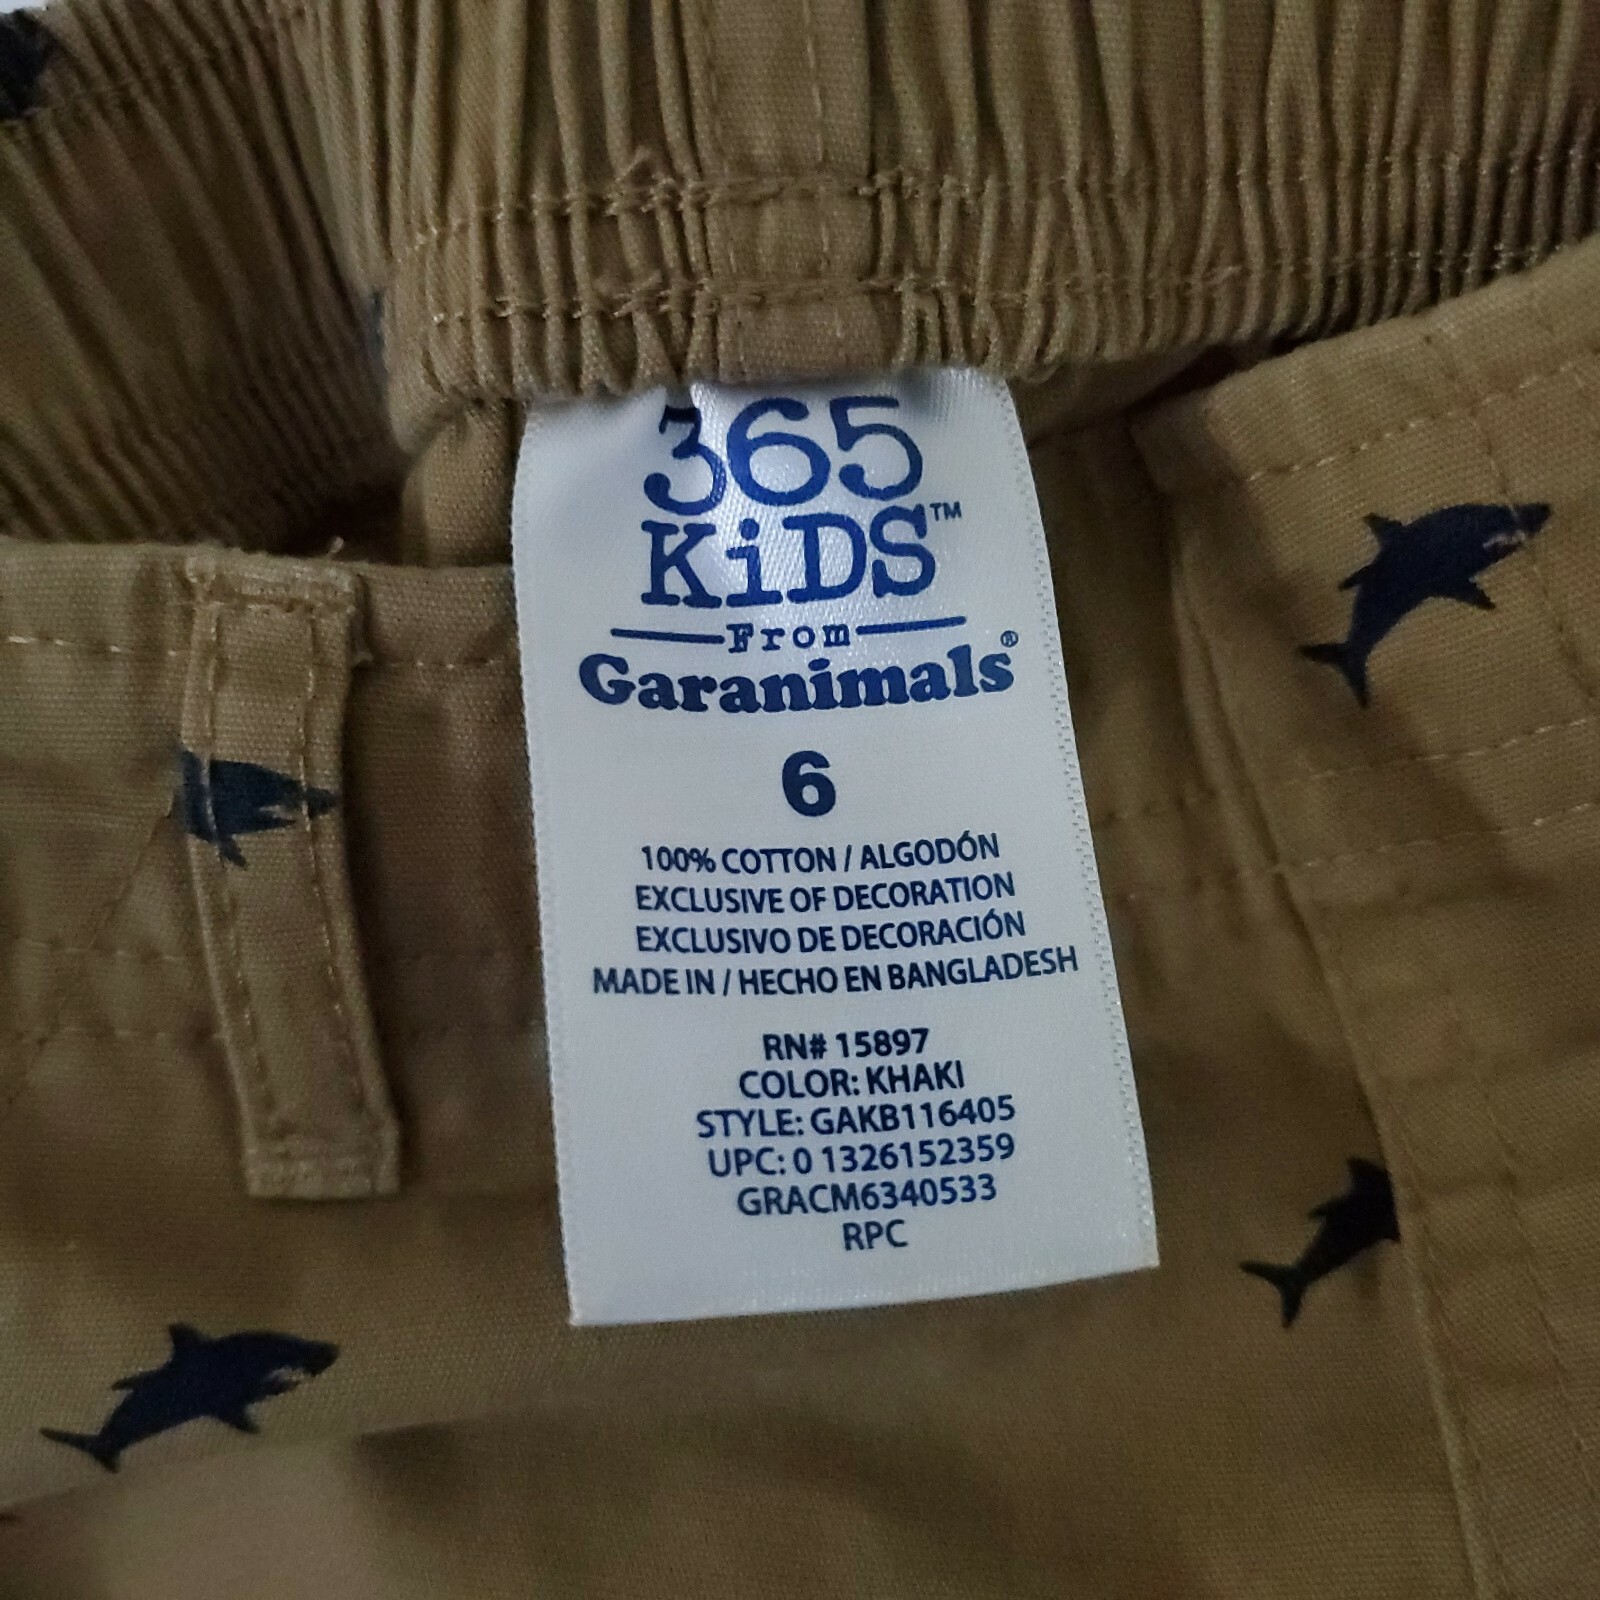 365
KiDS™
From
Garanimals®
6
100% COTTON / ALGODÓN
EXCLUSIVE OF DECORATION
EXCLUSIVO DE DECORACIÓN
MADE IN / HECHO EN BANGLADESH
RN# 15897
COLOR: KHAKI
STYLE: GAKB116405
UPC: 0 1326152359
GRACM6340533
RPC